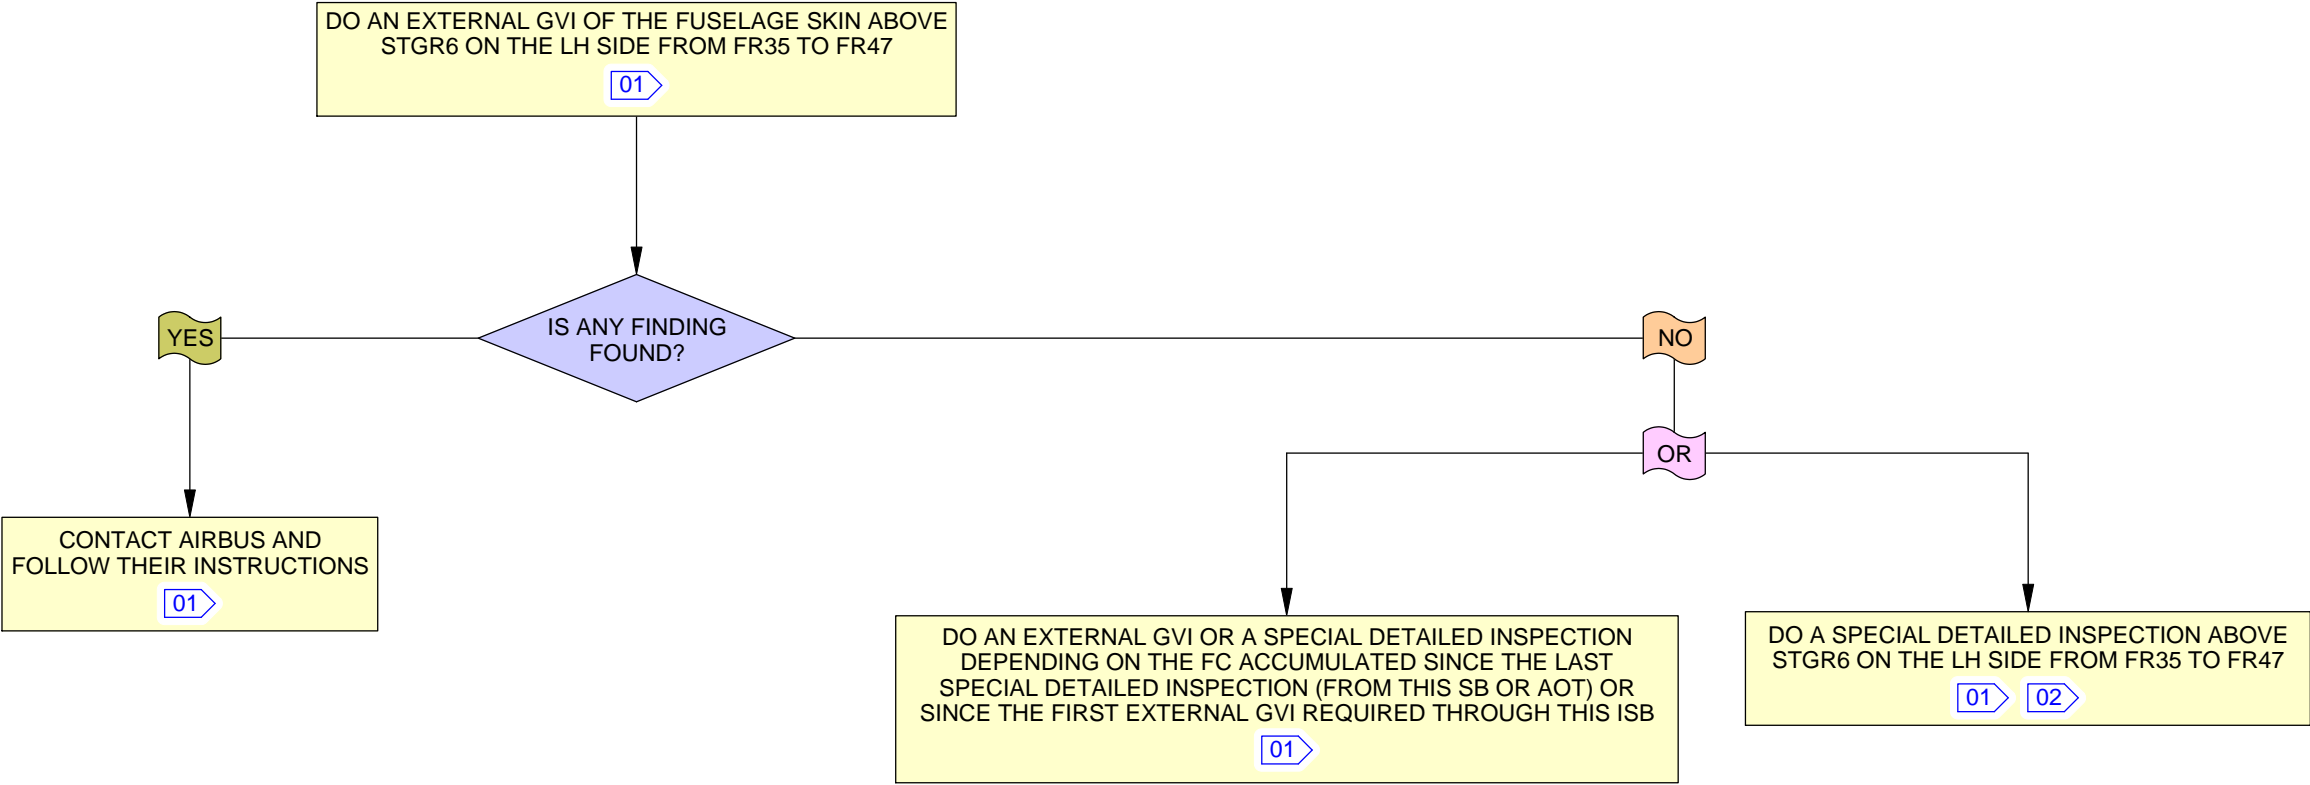 DO AN EXTERNAL GVI OF THE FUSELAGE SKIN ABOVE
STGR6 ON THE LH SIDE FROM FR35 TO FR47
01
IS ANY FINDING
FOUND?
YES
NO
OR
CONTACT AIRBUS AND
FOLLOW THEIR INSTRUCTIONS
01
DO AN EXTERNAL GVI OR A SPECIAL DETAILED INSPECTION
DEPENDING ON THE FC ACCUMULATED SINCE THE LAST
SPECIAL DETAILED INSPECTION (FROM THIS SB OR AOT) OR
SINCE THE FIRST EXTERNAL GVI REQUIRED THROUGH THIS ISB
01
DO A SPECIAL DETAILED INSPECTION ABOVE
STGR6 ON THE LH SIDE FROM FR35 TO FR47
01 02